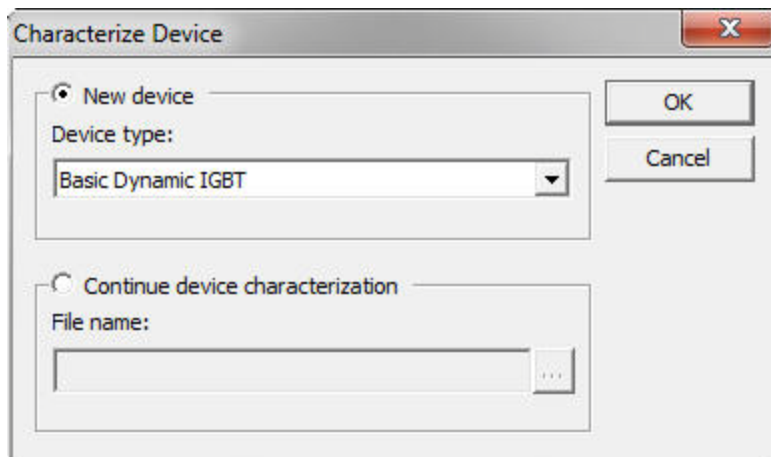 Characterize Device
New device
Device type:
Basic Dynamic IGBT
OK
Cancel
Continue device characterization
File name:
...